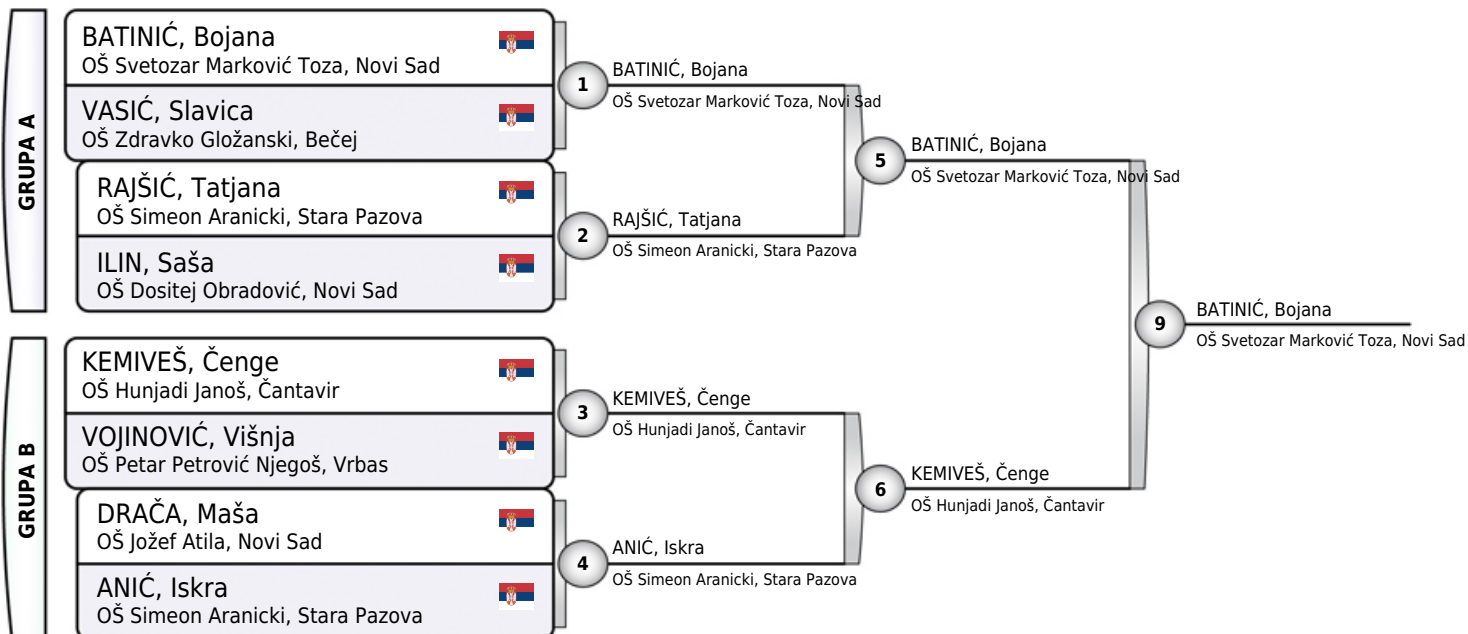 GRUPA A
BATINIĆ, Bojana
OŠ Svetozar Marković Toza, Novi Sad
VASIĆ, Slavica
OŠ Zdravko Gložanski, Bečej
RAJŠIĆ, Tatjana
OŠ Simeon Aranicki, Stara Pazova
ILIN, Saša
OŠ Dositej Obradović, Novi Sad
GRUPA B
KEMIVEŠ, Čenge
OŠ Hunjadi Janoš, Čantavir
VOJINOVIĆ, Višnja
OŠ Petar Petrović Njegoš, Vrbas
DRAČA, Maša
OŠ Jožef Atila, Novi Sad
ANIĆ, Iskra
OŠ Simeon Aranicki, Stara Pazova
1
BATINIĆ, Bojana
OŠ Svetozar Marković Toza, Novi Sad
2
RAJŠIĆ, Tatjana
OŠ Simeon Aranicki, Stara Pazova
3
KEMIVEŠ, Čenge
OŠ Hunjadi Janoš, Čantavir
4
ANIĆ, Iskra
OŠ Simeon Aranicki, Stara Pazova
5
BATINIĆ, Bojana
OŠ Svetozar Marković Toza, Novi Sad
6
KEMIVEŠ, Čenge
OŠ Hunjadi Janoš, Čantavir
9
BATINIĆ, Bojana
OŠ Svetozar Marković Toza, Novi Sad